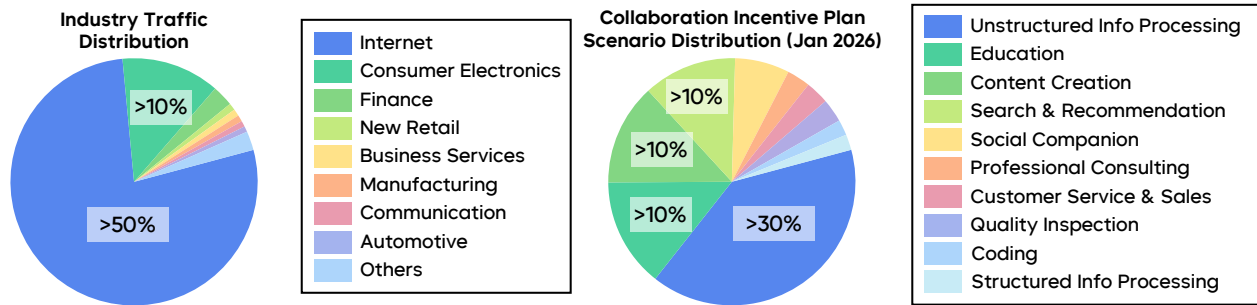 Industry Traffic
Distribution
>10%
>50%
Internet
Consumer Electronics
Finance
New Retail
Business Services
Manufacturing
Communication
Automotive
Others
Collaboration Incentive Plan
Scenario Distribution (Jan 2026)
>10%
>10%
>10%
>30%
Unstructured Info Processing
Education
Content Creation
Search & Recommendation
Social Companion
Professional Consulting
Customer Service & Sales
Quality Inspection
Coding
Structured Info Processing